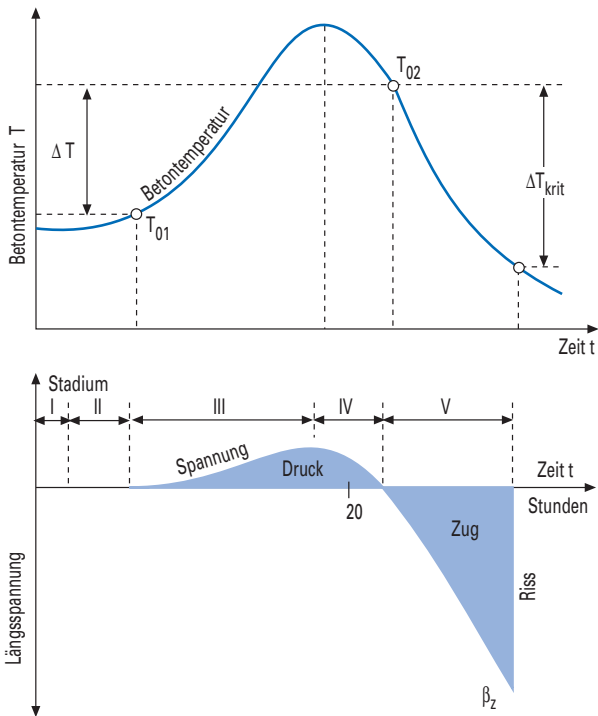 Betontemperatur T
Δ T
Betontemperatur
T01
T02
ΔTkrit
Zeit t
Stadium
I II III IV V
Spannung
Druck
20
Zeit t
Stunden
Zug
Längsspannung
Riss
βz